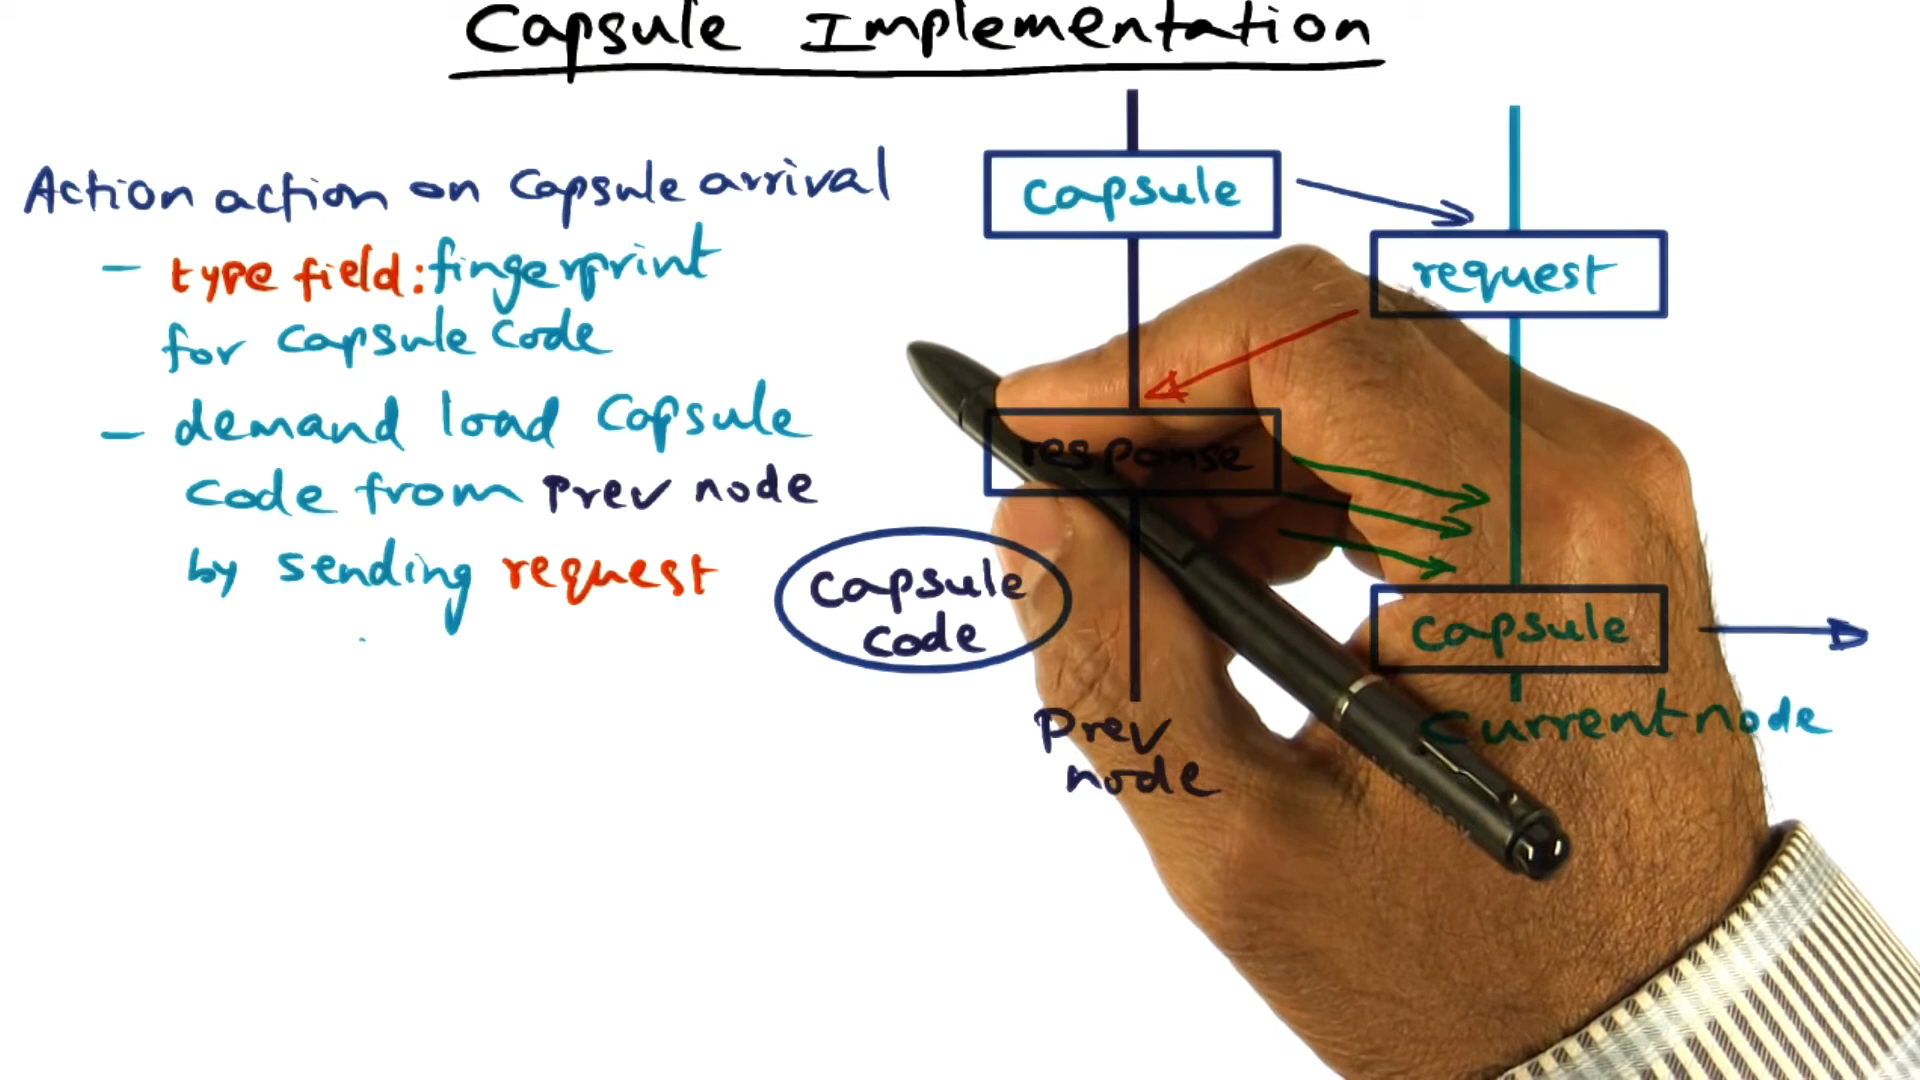 Capsule Implementation
Action action on capsule arrival
- type field: fingerprint
for capsule code
- demand load capsule
code from prev node
by sending request
capsule
request
response
capsule
code
capsule
Prev
node
Current node